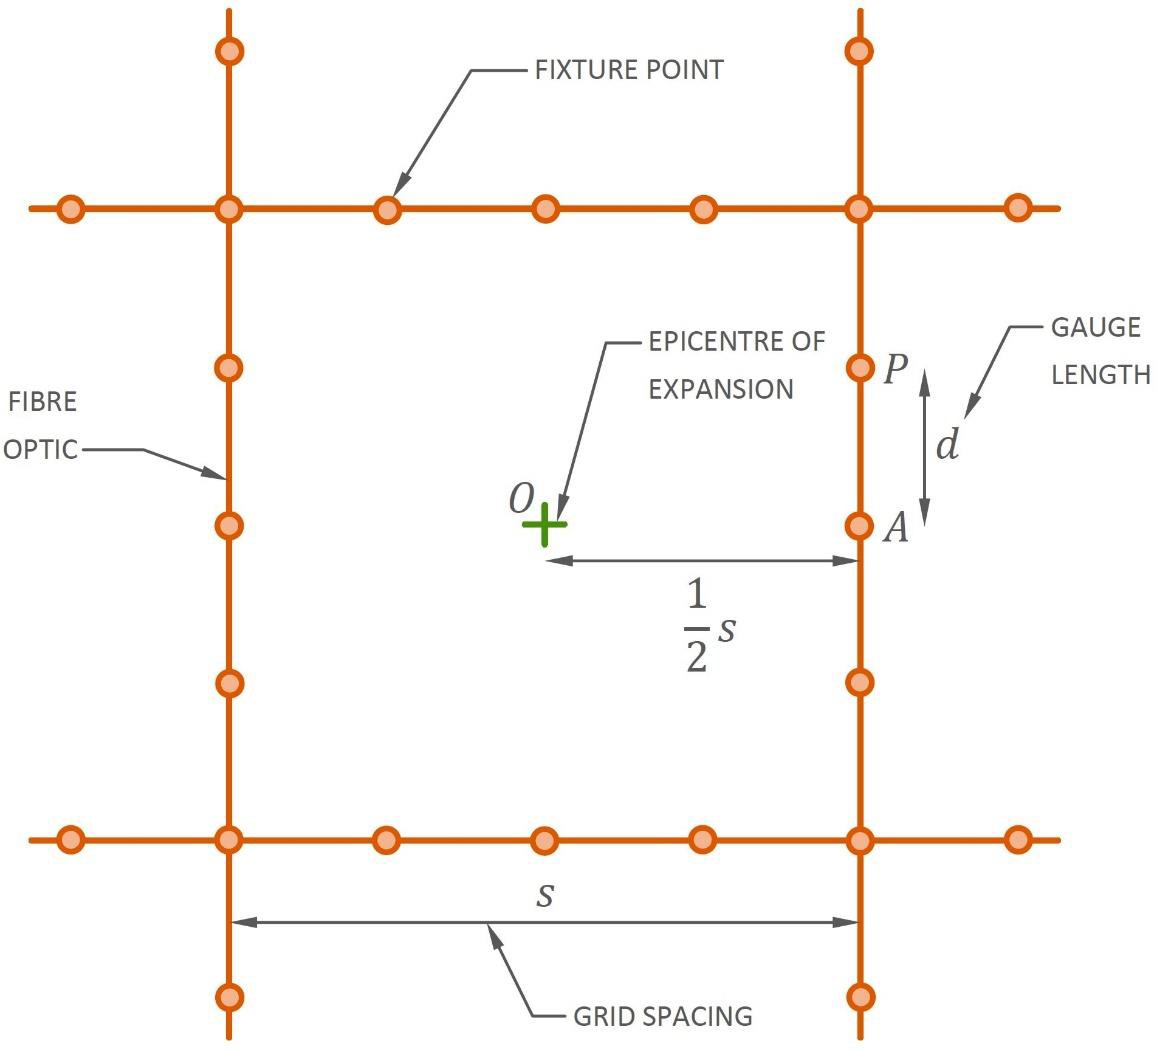 FIXTURE POINT
EPICENTRE OF
EXPANSION
GAUGE
LENGTH
P
FIBRE
OPTIC
d
O
A
1
2
s
s
GRID SPACING